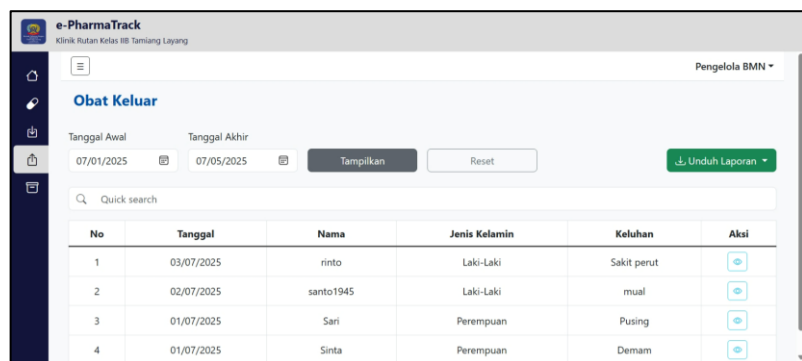 e-PharmaTrack
Klinik Rutan Kelas IIB Tamiang Layang
Pengelola BMN
Obat Keluar
Tanggal Awal Tanggal Akhir
07/01/2025 07/05/2025 Tampilkan Reset Unduh Laporan
Quick search
No Tanggal Nama Jenis Kelamin Keluhan Aksi
1 03/07/2025 rinto Laki-Laki Sakit perut
2 02/07/2025 santo1945 Laki-Laki mual
3 01/07/2025 Sari Perempuan Pusing
4 01/07/2025 Sinta Perempuan Demam